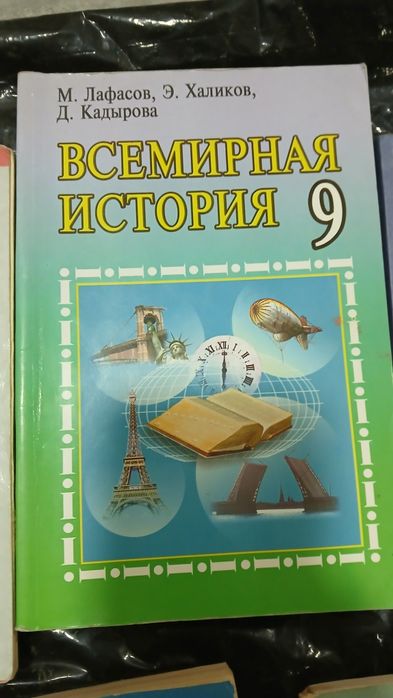 М. Лафасов, Э. Халиков,
Д. Кадырова
ВСЕМИРНАЯ
ИСТОРИЯ 9